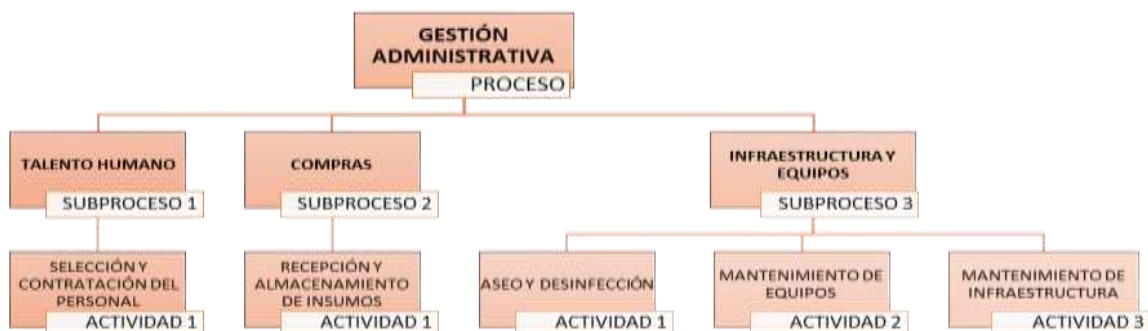 GESTIÓN
ADMINISTRATIVA
PROCESO
TALENTO HUMANO
SUBPROCESO 1
COMPRAS
SUBPROCESO 2
INFRAESTRUCTURA Y
EQUIPOS
SUBPROCESO 3
SELECCIÓN Y
CONTRATACIÓN DEL
PERSONAL
ACTIVIDAD 1
RECEPCIÓN Y
ALMACENAMIENTO
DE INSUMOS
ACTIVIDAD 1
ASEO Y DESINFECCIÓN
ACTIVIDAD 1
MANTENIMIENTO DE
EQUIPOS
ACTIVIDAD 2
MANTENIMIENTO DE
INFRAESTRUCTURA
ACTIVIDAD 3